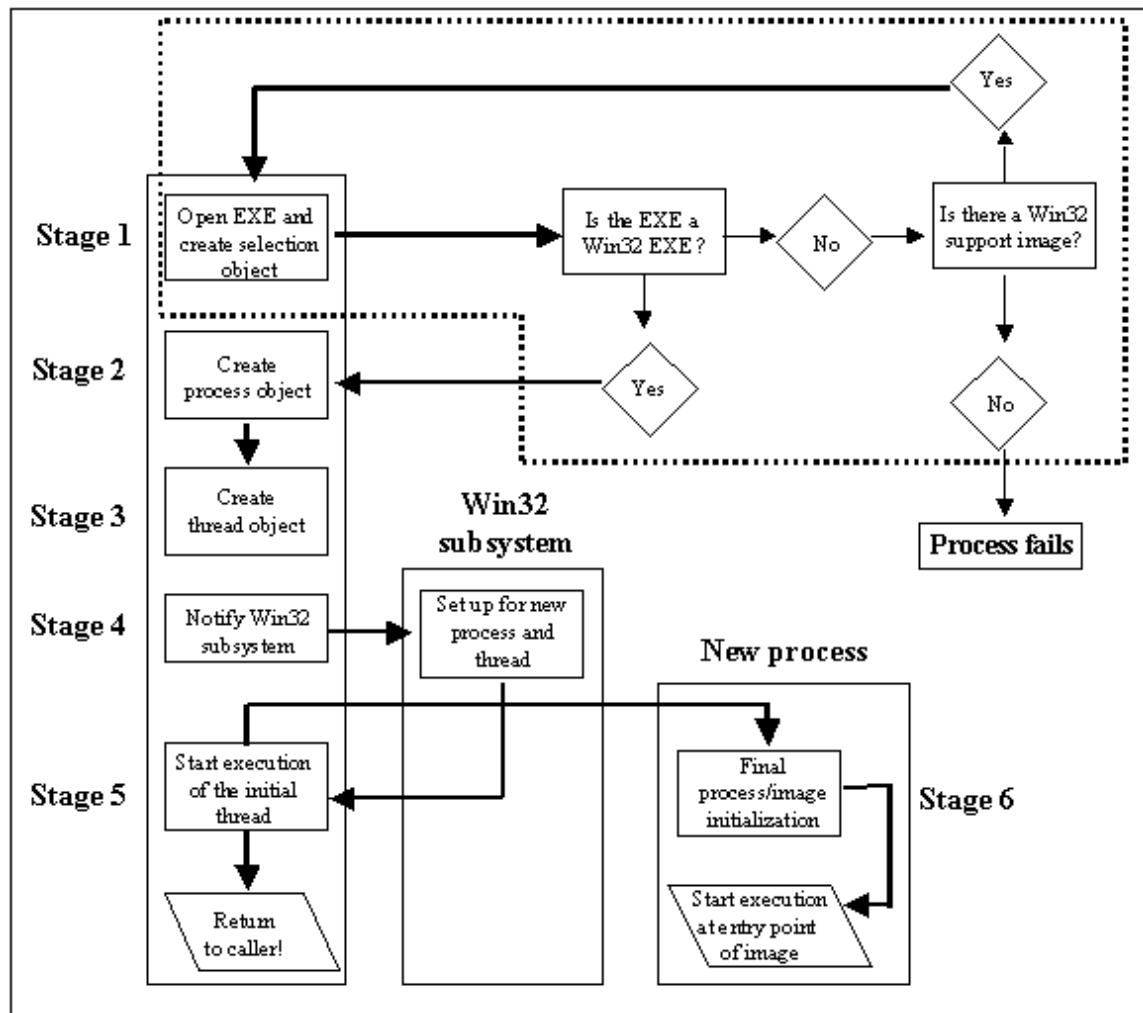 Yes
Stage 1
Open EXE and
create selection
object
Is the EXE a
Win32 EXE?
No
Is there a Win32
support image?
Stage 2
Create
process object
Yes
No
Stage 3
Create
thread object
Win32
subsystem
Process fails
Stage 4
Notify Win32
subsystem
Set up for new
process and
thread
New process
Stage 5
Start execution
of the initial
thread
Final
process/image
initialization
Stage 6
Return
to caller!
Start execution
at entry point
of image